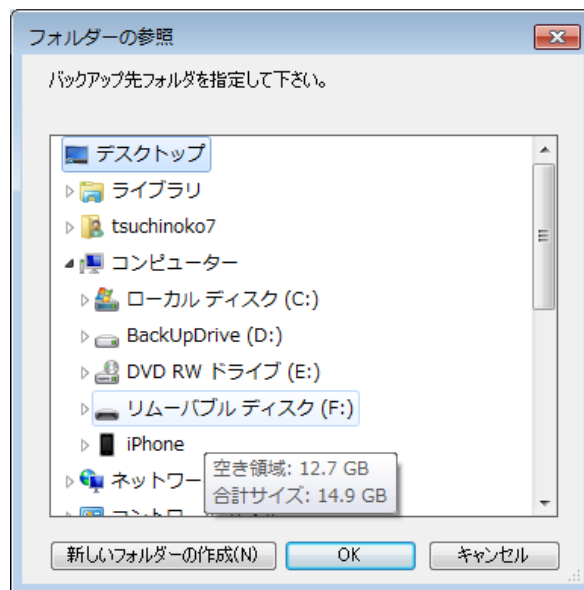 フォルダーの参照
バックアップ先フォルダを指定して下さい。
デスクトップ
ライブラリ
tsuchinoko7
コンピューター
ローカル ディスク (C:)
BackUpDrive (D:)
DVD RW ドライブ (E:)
リムーバブル ディスク (F:)
iPhone
空き領域: 12.7 GB
ネットワー
合計サイズ: 14.9 GB
新しいフォルダーの作成(N)
OK
キャンセル